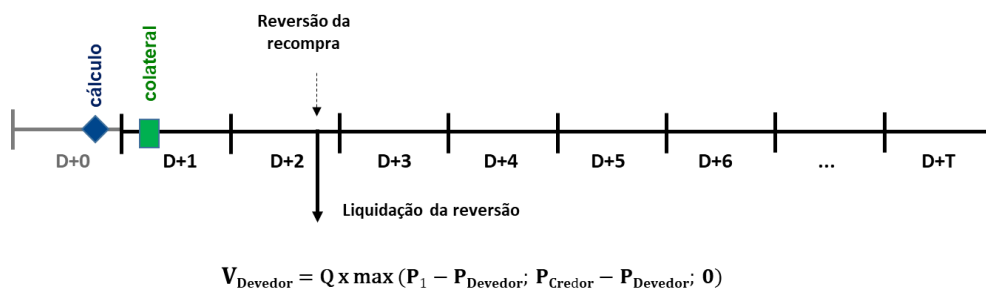 Reversão da
recompra
cálculo
colateral
D+0 D+1 D+2 D+3 D+4 D+5 D+6 ... D+T
Liquidação da reversão
V_Devedor = Q x max (P_1 − P_Devedor; P_Credor − P_Devedor; 0)